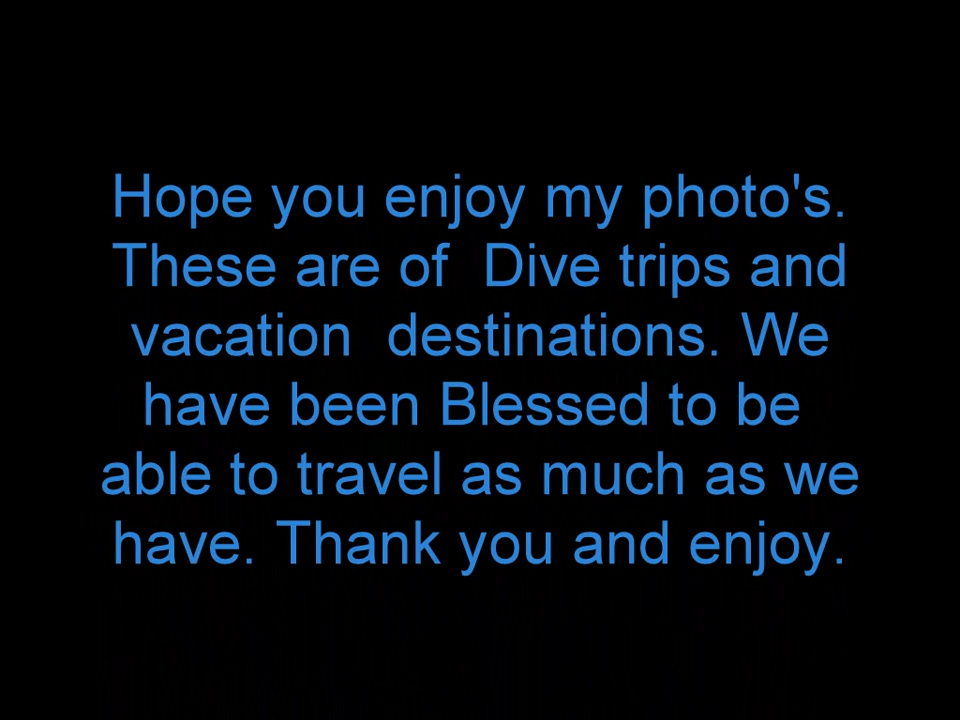 Hope you enjoy my photo's.
These are of  Dive trips and
vacation  destinations. We
have been Blessed to be
able to travel as much as we
have. Thank you and enjoy.